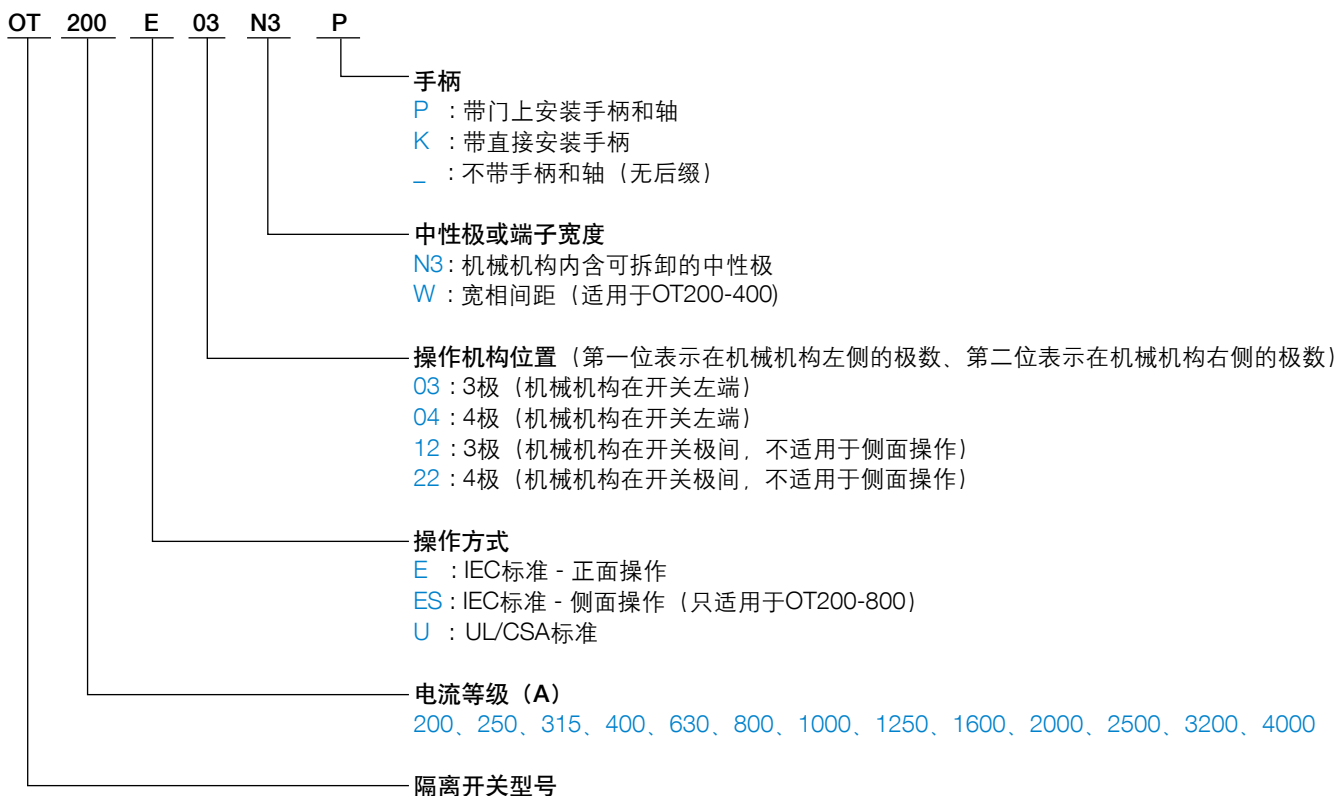 OT 200 E 03 N3 P
手柄
P ：带门上安装手柄和轴
K ：带直接安装手柄
_ ：不带手柄和轴（无后缀）
中性极或端子宽度
N3：机械机构内含可拆卸的中性极
W ：宽相间距（适用于OT200-400)
操作机构位置（第一位表示在机械机构左侧的极数、第二位表示在机械机构右侧的极数）
03：3极（机械机构在开关左端）
04：4极（机械机构在开关左端）
12：3极（机械机构在开关极间，不适用于侧面操作）
22：4极（机械机构在开关极间，不适用于侧面操作）
操作方式
E ：IEC标准 - 正面操作
ES：IEC标准 - 侧面操作（只适用于OT200-800）
U ：UL/CSA标准
电流等级（A）
200、250、315、400、630、800、1000、1250、1600、2000、2500、3200、4000
隔离开关型号